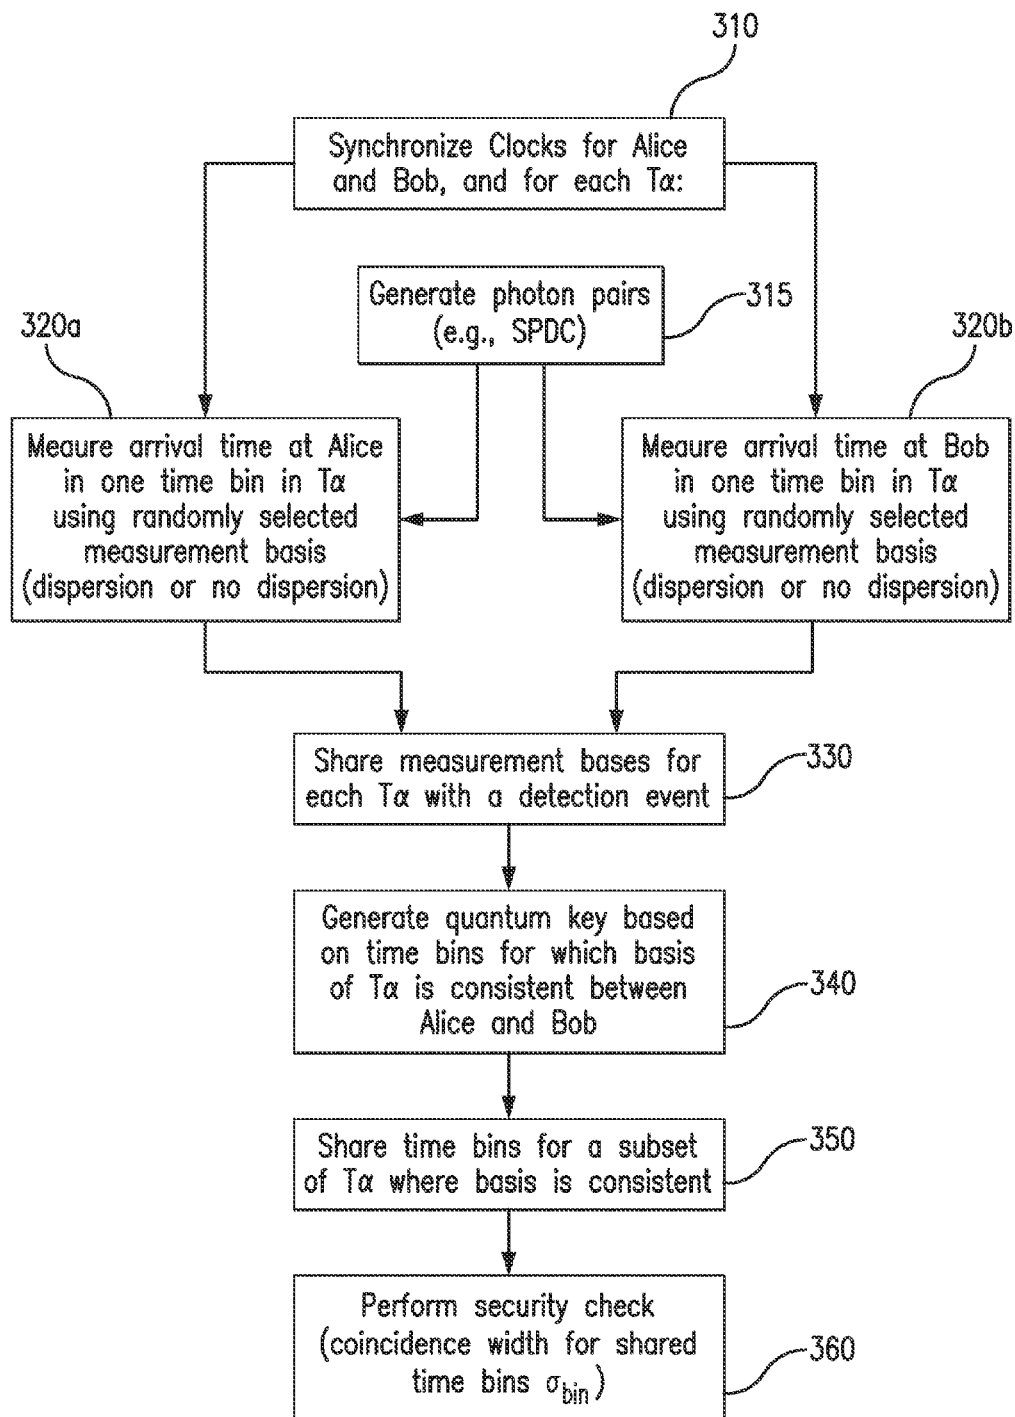 310
Synchronize Clocks for Alice
and Bob, and for each Tα:
Generate photon pairs
(e.g., SPDC)
315
320a
320b
Meaure arrival time at Alice
in one time bin in Tα
using randomly selected
measurement basis
(dispersion or no dispersion)
Meaure arrival time at Bob
in one time bin in Tα
using randomly selected
measurement basis
(dispersion or no dispersion)
Share measurement bases for
each Tα with a detection event
330
Generate quantum key based
on time bins for which basis
of Tα is consistent between
Alice and Bob
340
Share time bins for a subset
of Tα where basis is consistent
350
Perform security check
(coincidence width for shared
time bins σbin)
360